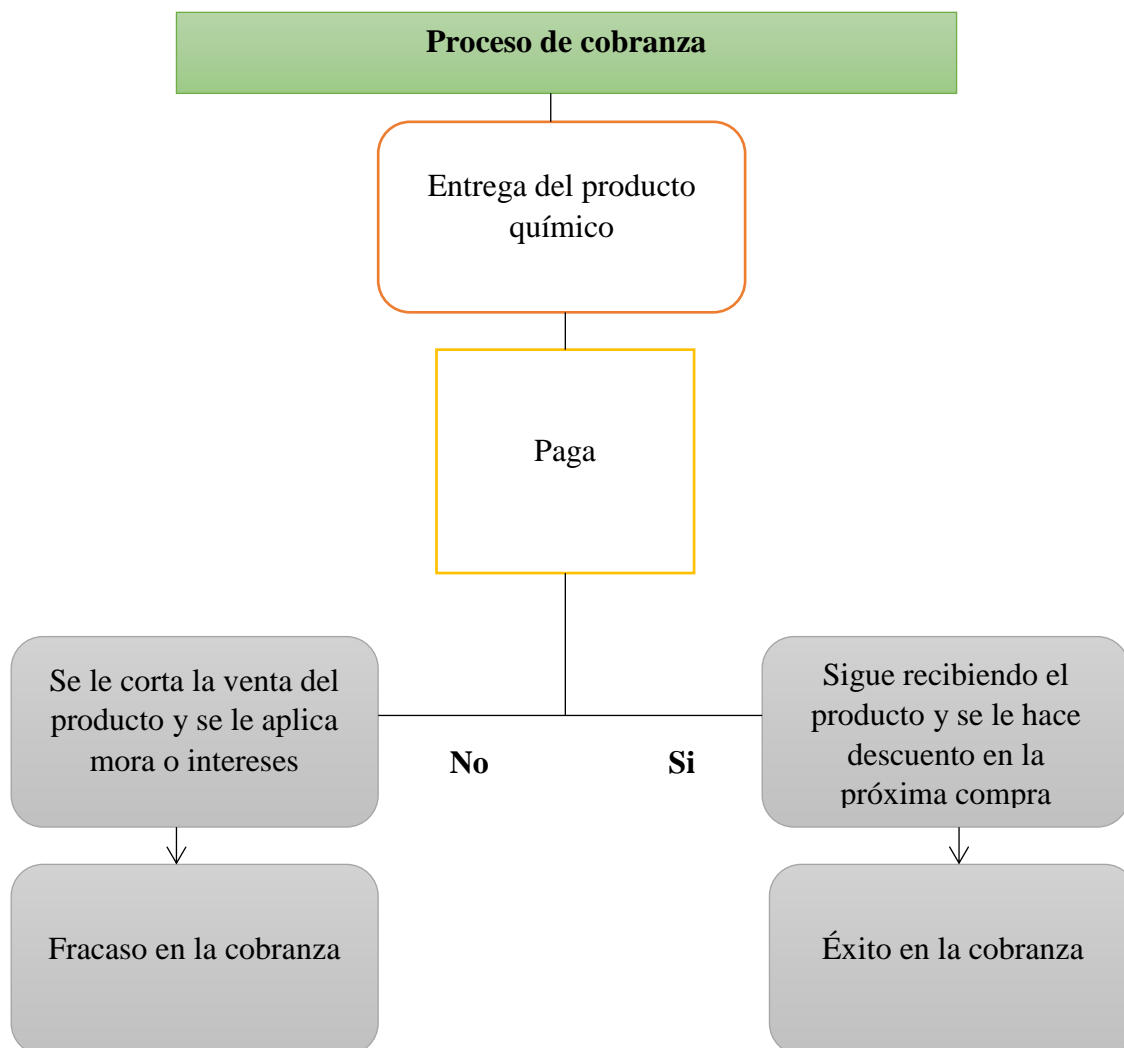 Proceso de cobranza
Entrega del producto
químico
Paga
Se le corta la venta del
producto y se le aplica
mora o intereses
No
Si
Sigue recibiendo el
producto y se le hace
descuento en la
próxima compra
Fracaso en la cobranza
Éxito en la cobranza